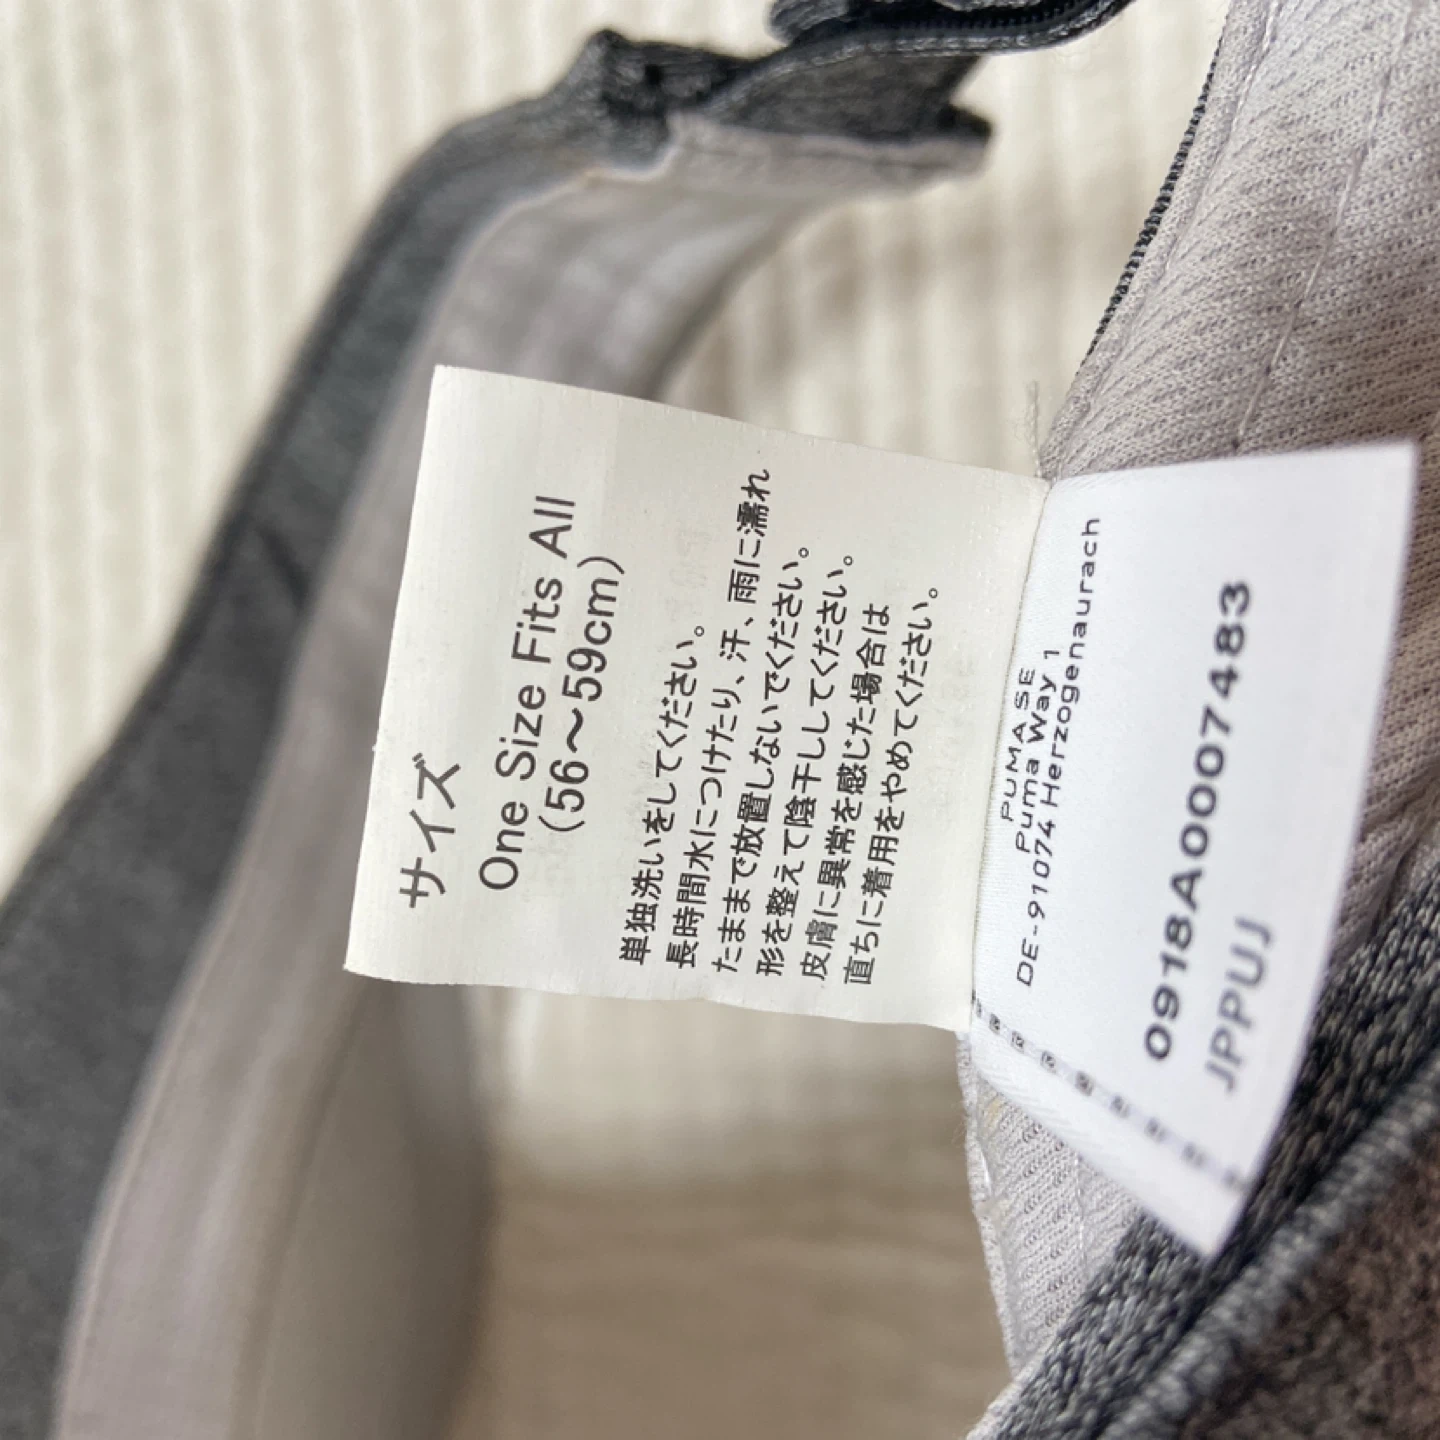 サイズ
One Size Fits All
(56〜59cm)
単独洗いをしてください。
長時間水につけたり、汗、雨に濡れ
たままで放置しないでください。
形を整えて陰干ししてください。
皮膚に異常を感じた場合は
直ちに着用をやめてください。
PUMA SE
Puma Way 1
DE-91074 Herzogenaurach
0918A0007483
JPPUJ